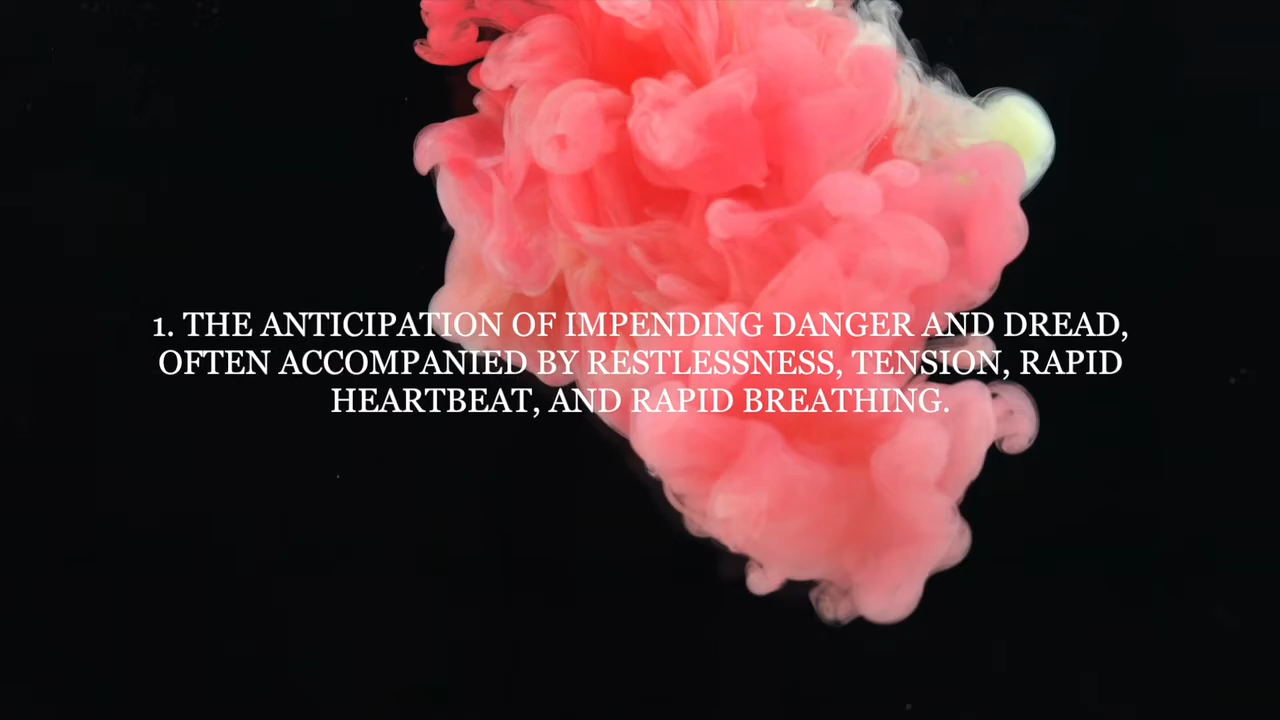 1. THE ANTICIPATION OF IMPENDING DANGER AND DREAD,
OFTEN ACCOMPANIED BY RESTLESSNESS, TENSION, RAPID
HEARTBEAT, AND RAPID BREATHING.